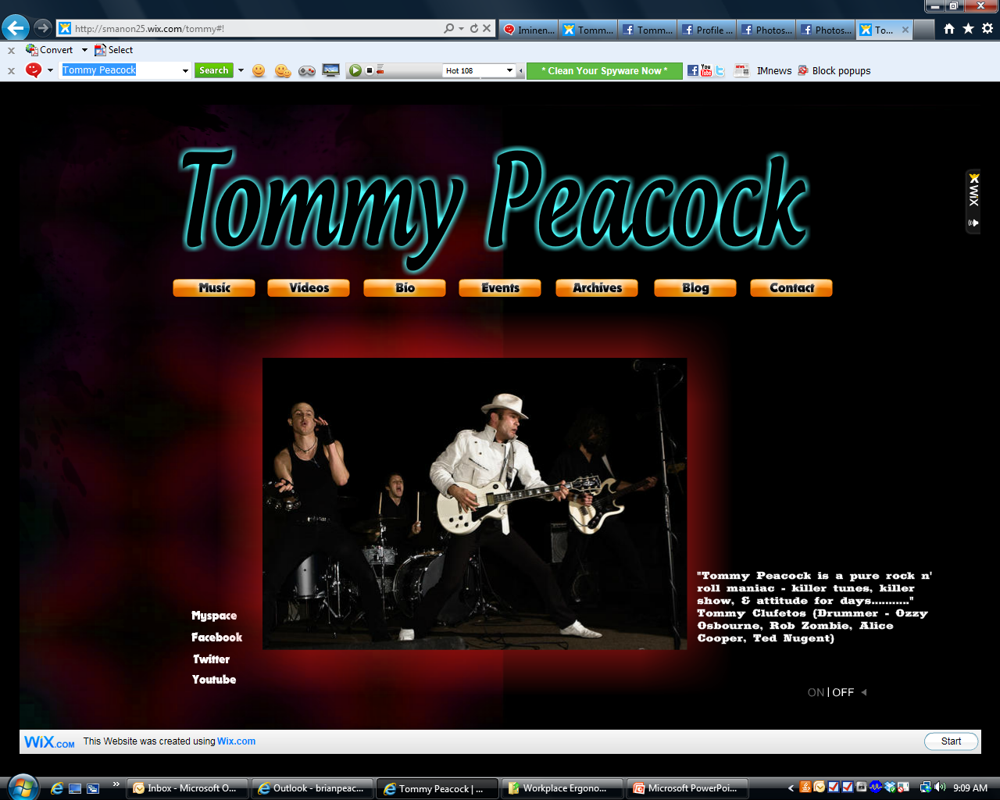 http://smanon25.wix.com/tommy#!
Iminen...
Tomm...
Tomm...
Profile ...
Photos...
Photos...
To...
Convert
Select
Tommy Peacock
Search
Hot 108
* Clean Your Spyware Now *
You
Tube
NEWS
IMnews
Block popups
Tommy Peacock
WiX
Music
Videos
Bio
Events
Archives
Blog
Contact
"Tommy Peacock is a pure rock n'
roll maniac - killer tunes, killer
show, & attitude for days..........."
Tommy Clufetos (Drummer - Ozzy
Osbourne, Rob Zombie, Alice
Cooper, Ted Nugent)
Myspace
Facebook
Twitter
Youtube
ON | OFF
WiX.COM
This Website was created using Wix.com
Start
Inbox - Microsoft O...
Outlook - brianpeac...
Tommy Peacock | ...
Workplace Ergono...
Microsoft PowerPoi...
9:09 AM